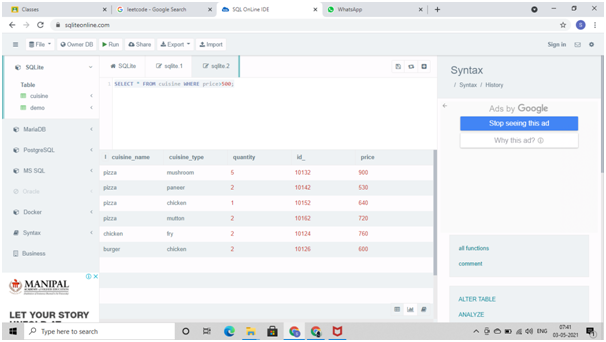 Classes
leetcode - Google Search
SQL OnLine IDE
WhatsApp
sqliteonline.com
File
Owner DB
Run
Share
Export
Import
Sign in
SQLite
Table
cuisine
demo
MariaDB
PostgreSQL
MS SQL
Oracle
Docker
Syntax
Business
MANIPAL
LET YOUR STORY
SQLite
sqlite 1
sqlite 2
1 SELECT * FROM cuisine WHERE price>500;
cuisine_name cuisine_type quantity id_ price
pizza mushroom 5 10132 900
pizza paneer 2 10142 530
pizza chicken 1 10152 640
pizza mutton 2 10162 720
chicken fry 2 10124 760
burger chicken 2 10126 600
Syntax
/ Syntax / History
Ads by Google
Stop seeing this ad
Why this ad?
all functions
comment
ALTER TABLE
ANALYZE
Type here to search
ENG
07:41
03-05-2021